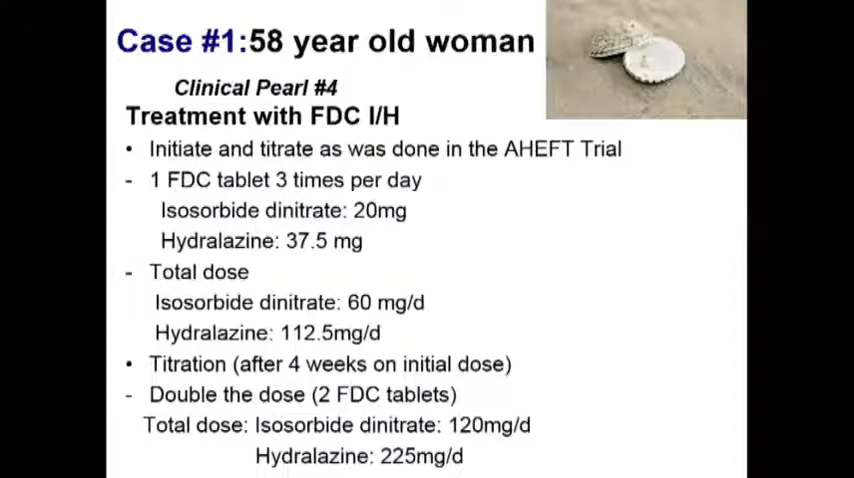 Case #1:58 year old woman
Clinical Pearl #4
Treatment with FDC I/H
• Initiate and titrate as was done in the AHEFT Trial
- 1 FDC tablet 3 times per day
Isosorbide dinitrate: 20mg
Hydralazine: 37.5 mg
- Total dose
Isosorbide dinitrate: 60 mg/d
Hydralazine: 112.5mg/d
• Titration (after 4 weeks on initial dose)
- Double the dose (2 FDC tablets)
Total dose: Isosorbide dinitrate: 120mg/d
Hydralazine: 225mg/d